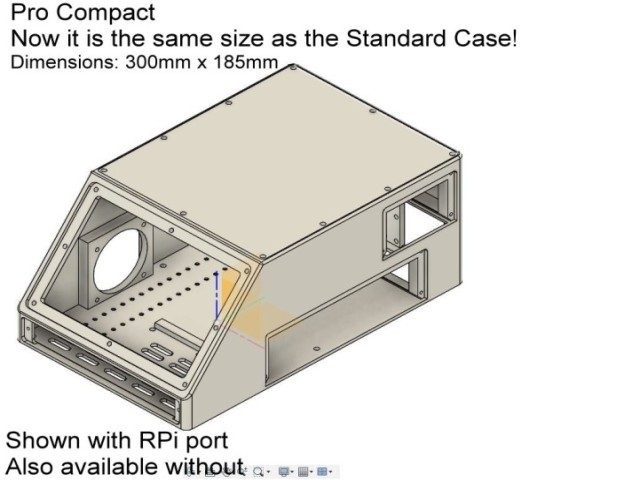 Pro Compact
Now it is the same size as the Standard Case!
Dimensions: 300mm x 185mm
Shown with RPi port
Also available without